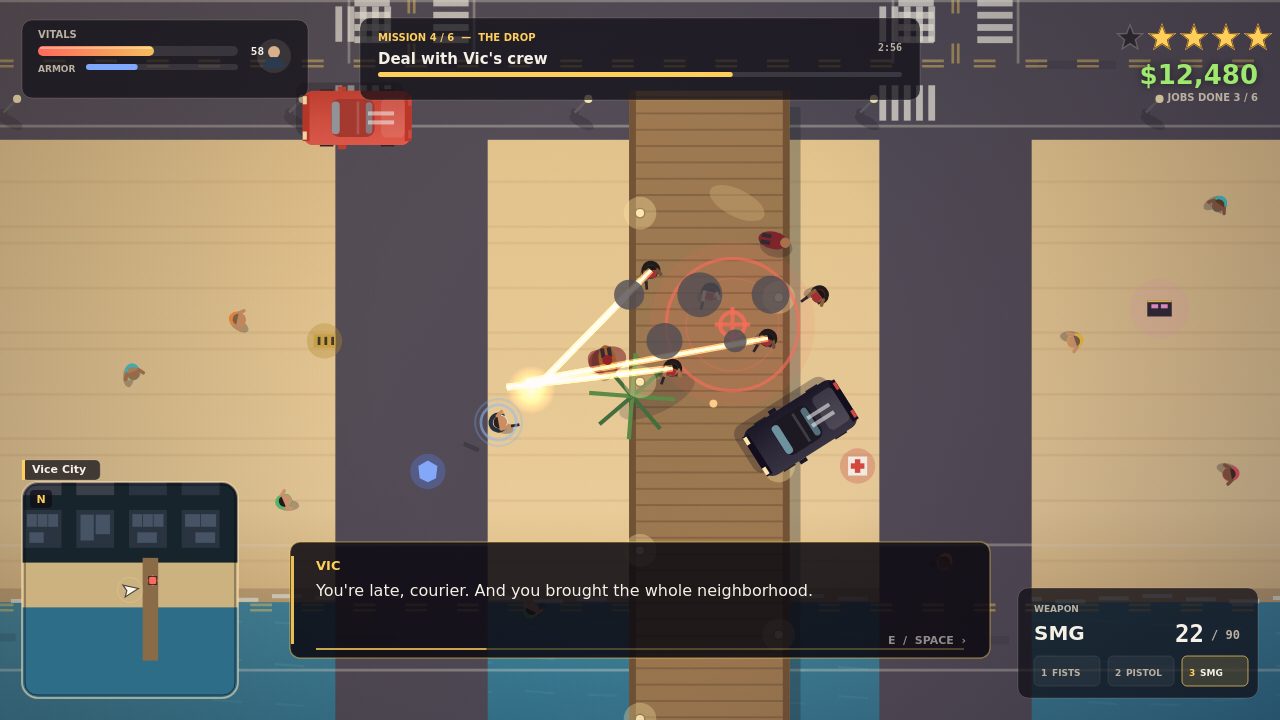 VITALS
58
ARMOR
MISSION 4 / 6 — THE DROP
2:56
Deal with Vic's crew
$12,480
JOBS DONE 3 / 6
Vice City
N
VIC
You're late, courier. And you brought the whole neighborhood.
E / SPACE ›
WEAPON
SMG
22 / 90
1 FISTS
2 PISTOL
3 SMG